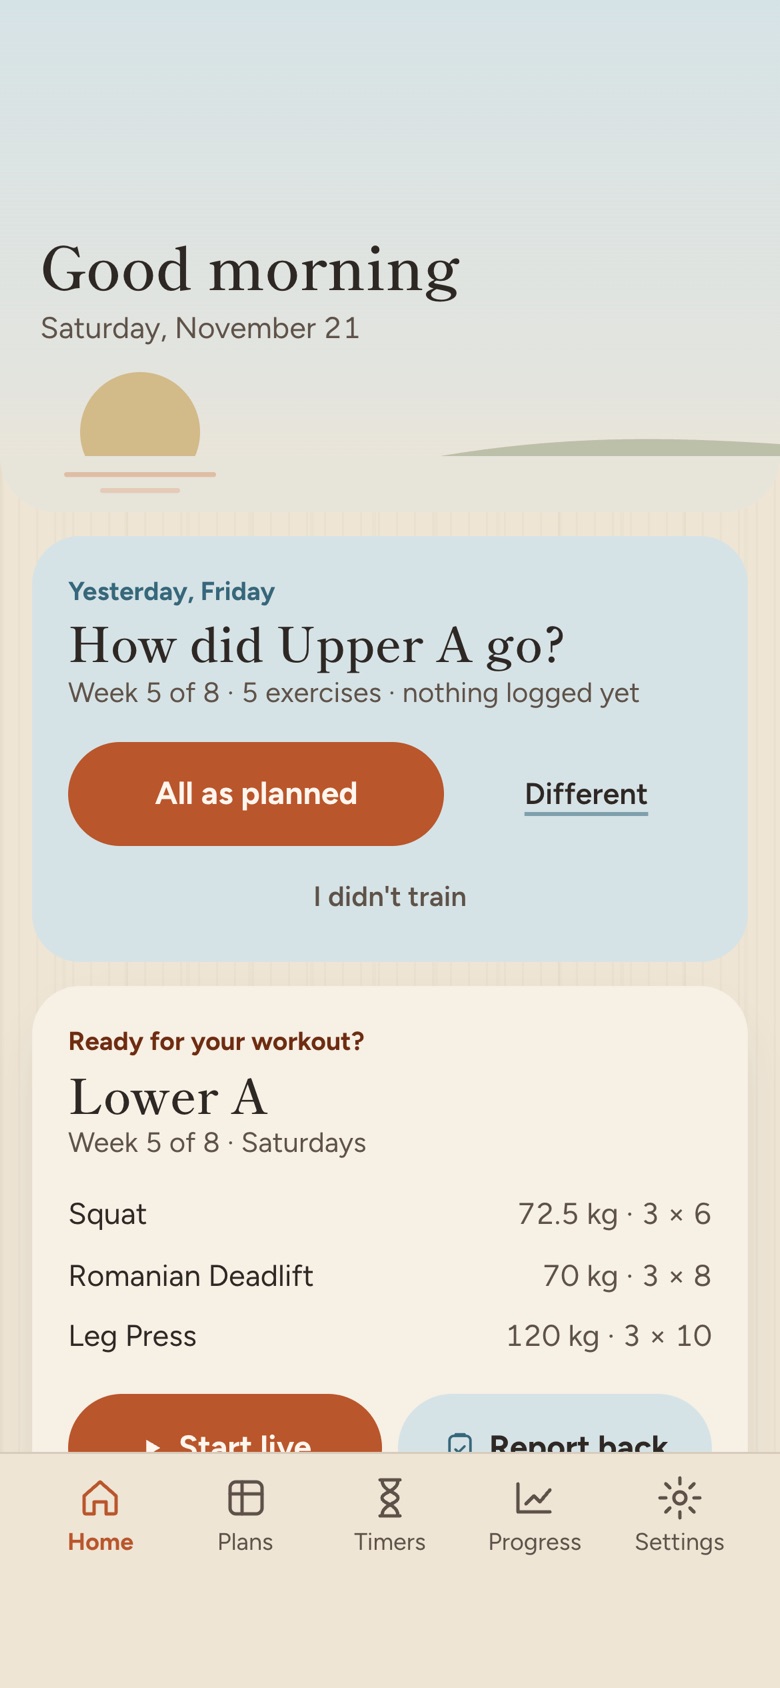 Good morning
Saturday, November 21
Yesterday, Friday
How did Upper A go?
Week 5 of 8 · 5 exercises · nothing logged yet
All as planned
Different
I didn't train
Ready for your workout?
Lower A
Week 5 of 8 · Saturdays
Squat 72.5 kg · 3 × 6
Romanian Deadlift 70 kg · 3 × 8
Leg Press 120 kg · 3 × 10
Start live Report back
Home Plans Timers Progress Settings